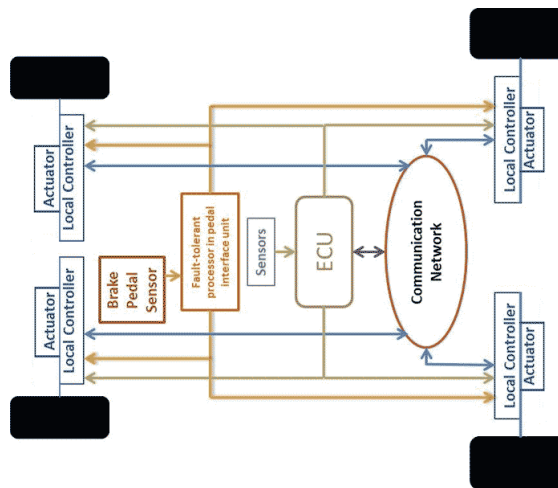 Actuator
Local Controller
Actuator
Local Controller
Brake
Pedal
Sensor
Fault-tolerant
processor in pedal
interface unit
Sensors
ECU
Communication
Network
Local Controller
Actuator
Local Controller
Actuator